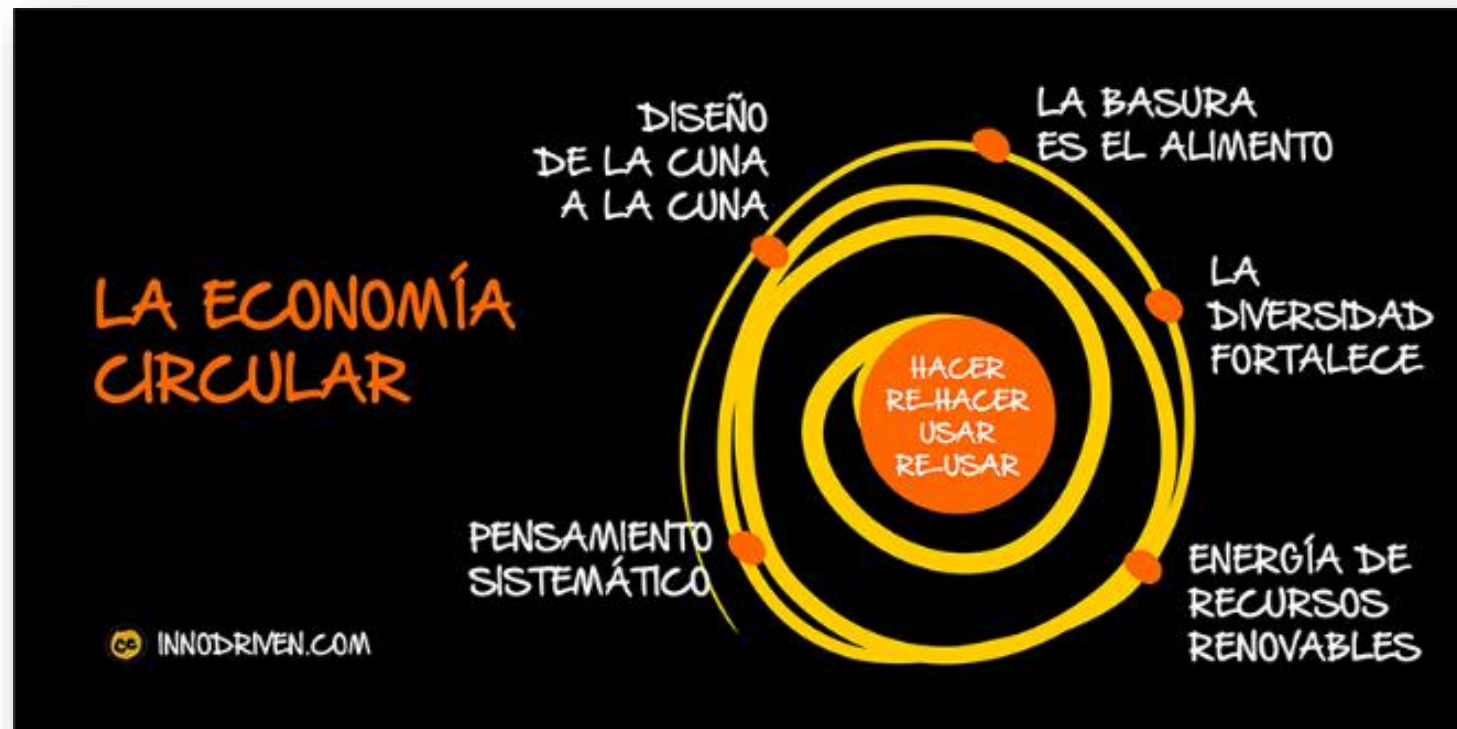 LA ECONOMÍA
CIRCULAR
DISEÑO
DE LA CUNA
A LA CUNA
LA BASURA
ES EL ALIMENTO
LA
DIVERSIDAD
FORTALECE
ENERGÍA DE
RECURSOS
RENOVABLES
PENSAMIENTO
SISTEMÁTICO
HACER
RE-HACER
USAR
RE-USAR
INNODRIVEN.COM